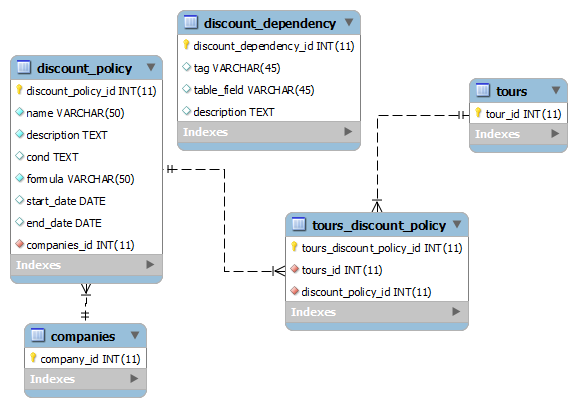 discount_dependency
discount_dependency_id INT(11)
tag VARCHAR(45)
table_field VARCHAR(45)
description TEXT
Indexes
discount_policy
discount_policy_id INT(11)
name VARCHAR(50)
description TEXT
cond TEXT
formula VARCHAR(50)
start_date DATE
end_date DATE
companies_id INT(11)
Indexes
tours
tour_id INT(11)
Indexes
tours_discount_policy
tours_discount_policy_id INT(11)
tours_id INT(11)
discount_policy_id INT(11)
Indexes
companies
company_id INT(11)
Indexes